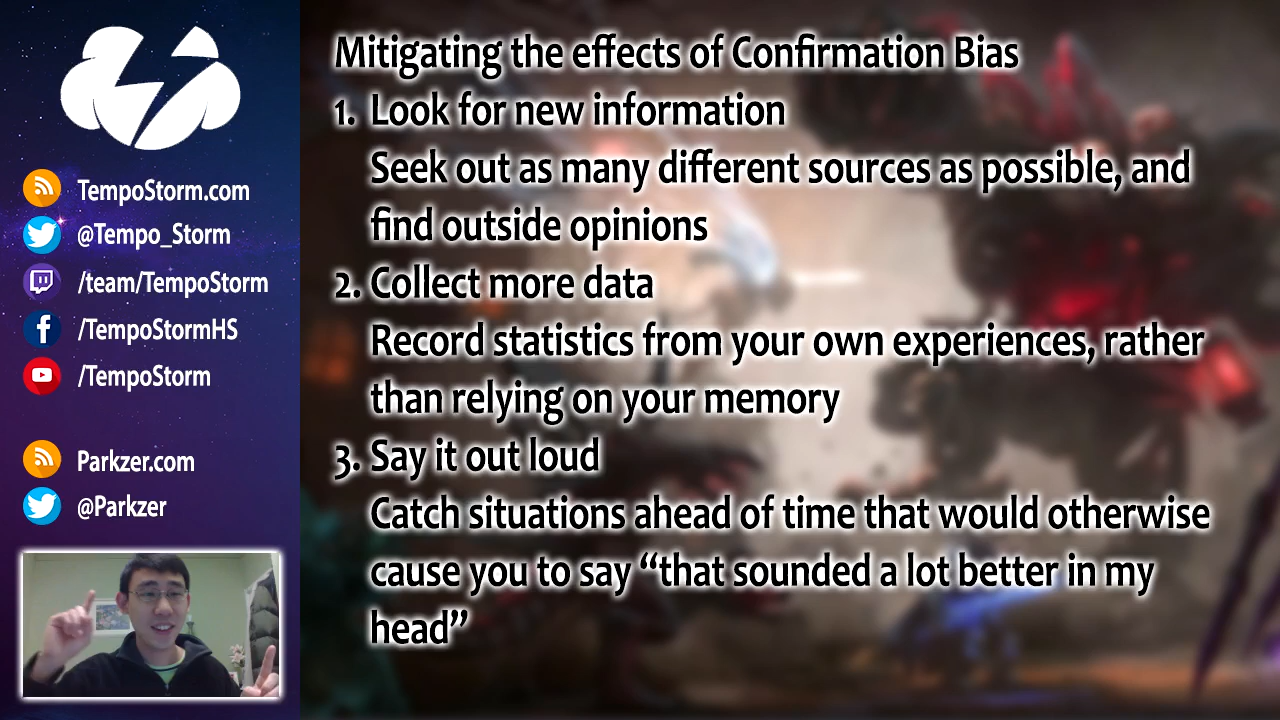 TempoStorm.com
@Tempo_Storm
/team/TempoStorm
/TempoStormHS
/TempoStorm
Parkzer.com
@Parkzer
Mitigating the effects of Confirmation Bias
1. Look for new information
Seek out as many different sources as possible, and
find outside opinions
2. Collect more data
Record statistics from your own experiences, rather
than relying on your memory
3. Say it out loud
Catch situations ahead of time that would otherwise
cause you to say “that sounded a lot better in my
head”